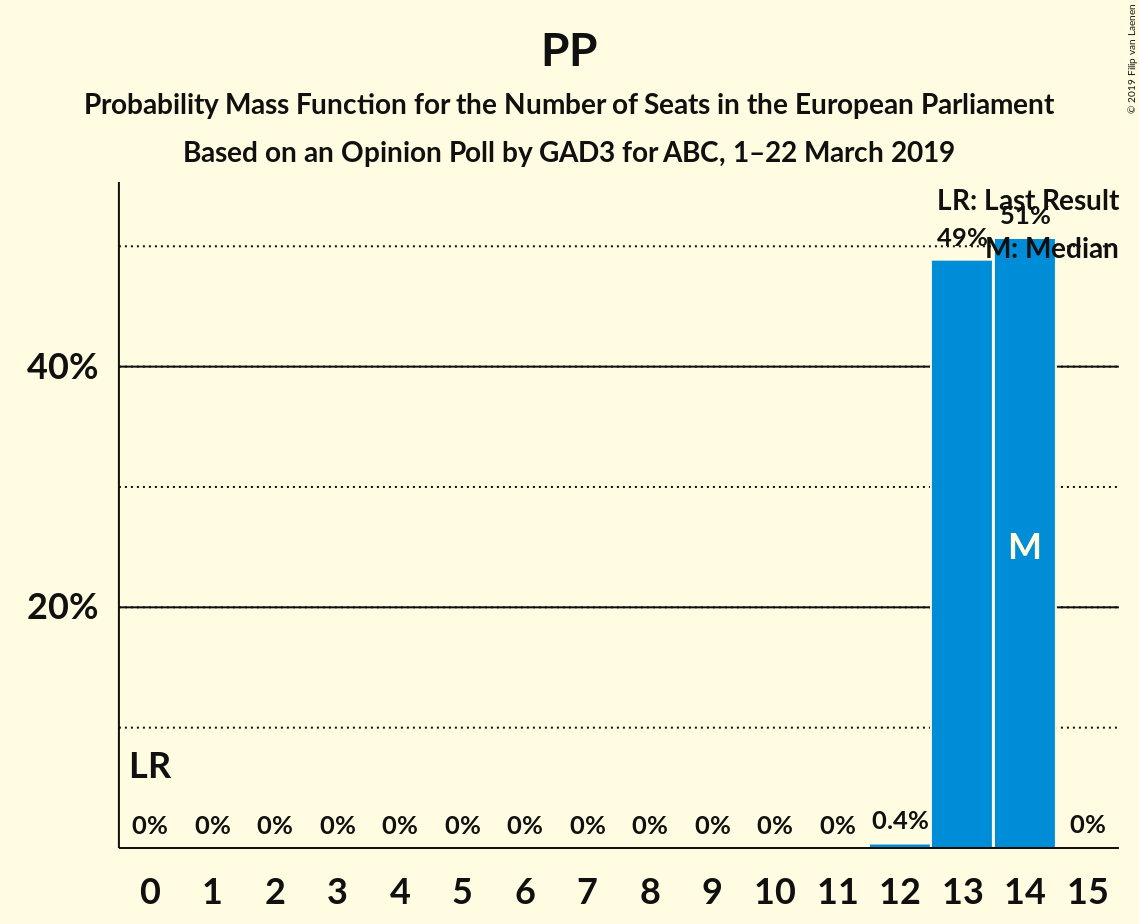 PP
Probability Mass Function for the Number of Seats in the European Parliament
Based on an Opinion Poll by GAD3 for ABC, 1–22 March 2019
© 2019 Filip van Laenen
LR: Last Result
M: Median
51%
49%
40%
20%
M
LR
0% 0% 0% 0% 0% 0% 0% 0% 0% 0% 0% 0% 0.4% 0%
0 1 2 3 4 5 6 7 8 9 10 11 12 13 14 15